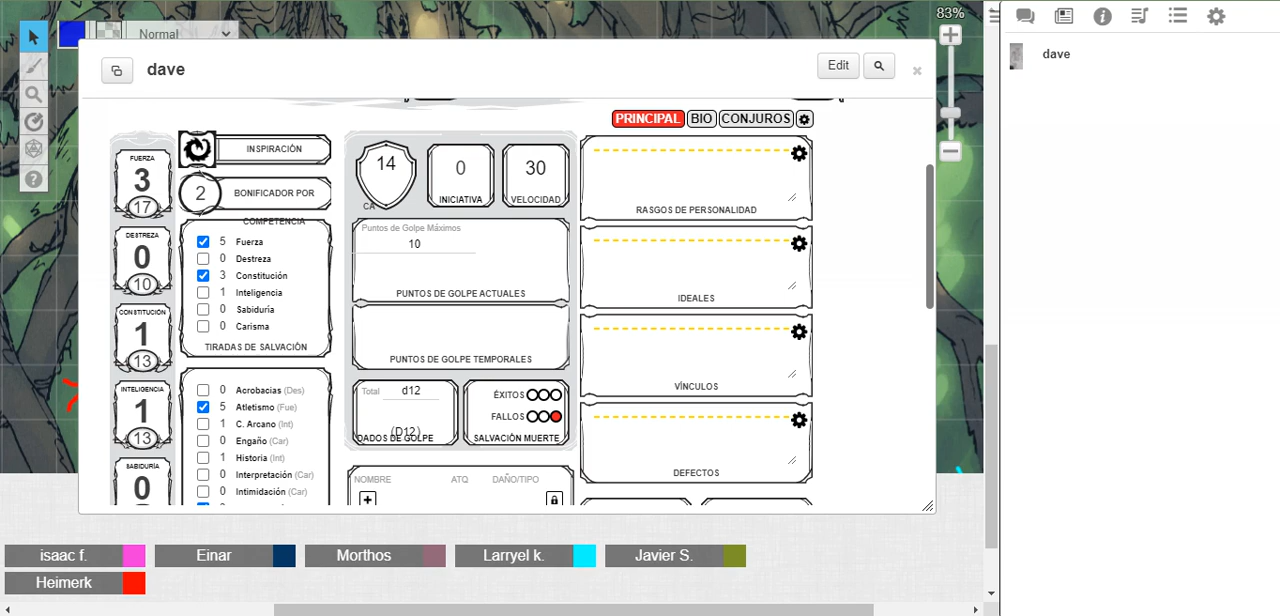 Normal
83%
dave
Edit
dave
PRINCIPAL BIO CONJUROS
FUERZA
3
17
DESTREZA
0
10
CONSTITUCIÓN
1
13
INTELIGENCIA
1
13
SABIDURÍA
0
INSPIRACIÓN
2 BONIFICADOR POR
COMPETENCIA
5 Fuerza
0 Destreza
3 Constitución
1 Inteligencia
0 Sabiduría
0 Carisma
TIRADAS DE SALVACIÓN
0 Acrobacias (Des)
5 Atletismo (Fue)
1 C. Arcano (Int)
0 Engaño (Car)
1 Historia (Int)
0 Interpretación (Car)
0 Intimidación (Car)
14
CA
0
INICIATIVA
30
VELOCIDAD
Puntos de Golpe Máximos
10
PUNTOS DE GOLPE ACTUALES
PUNTOS DE GOLPE TEMPORALES
Total d12
(D12)
DADOS DE GOLPE
ÉXITOS
FALLOS
SALVACIÓN MUERTE
NOMBRE ATQ DAÑO/TIPO
RASGOS DE PERSONALIDAD
IDEALES
VÍNCULOS
DEFECTOS
isaac f. Einar Morthos Larryel k. Javier S.
Heimerk